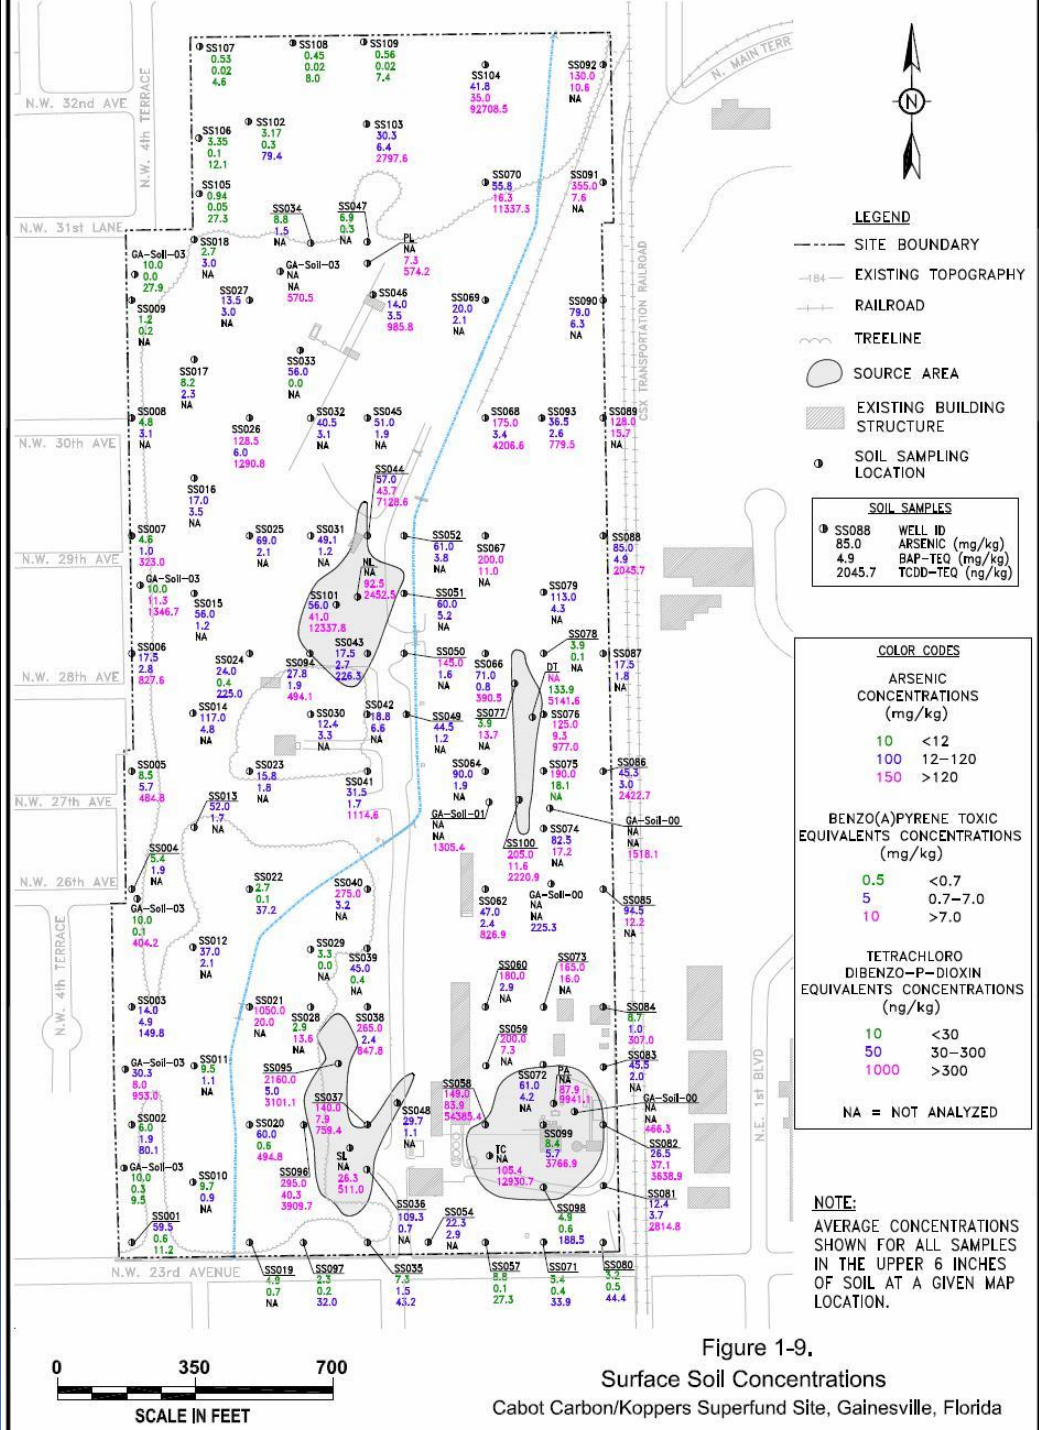 SS107
0.53
0.02
4.6
SS108
0.45
0.02
8.0
SS109
0.56
0.02
7.4
SS104
41.8
35.0
92708.5
SS092
130.0
10.6
NA
N. MAIN TERR
N.W. 32nd AVE
N.W. 4th TERRACE
SS106
3.35
0.1
12.1
SS102
3.17
0.3
79.4
SS103
30.3
6.4
2797.6
SS105
0.94
0.05
27.3
SS070
55.8
16.3
11337.3
SS091
355.0
7.6
NA
N.W. 31st LANE
SS034
8.8
1.5
NA
SS047
6.9
0.3
NA
SS018
2.7
3.0
NA
PL
NA
7.3
574.2
GA-Soil-03
10.0
0.0
27.9
GA-Soil-03
NA
NA
570.5
SS009
1.2
0.2
NA
SS027
13.5
3.0
NA
SS046
14.0
3.5
985.8
SS069
20.0
2.1
NA
SS090
79.0
6.3
NA
CSX TRANSPORTATION RAILROAD
SS017
8.2
2.3
NA
SS033
56.0
0.0
NA
SS008
4.8
3.1
NA
N.W. 30th AVE
SS026
128.5
6.0
1290.8
SS032
40.5
3.1
NA
SS045
51.0
1.9
NA
SS068
175.0
3.4
4206.6
SS093
36.5
2.6
779.5
SS089
128.0
15.7
NA
SS016
17.0
3.5
NA
SS044
57.0
43.7
7128.6
SS007
4.6
1.0
323.0
N.W. 29th AVE
SS025
69.0
2.1
NA
SS031
49.1
1.2
NA
SS052
61.0
3.8
NA
SS067
200.0
11.0
NA
SS088
85.0
4.9
2045.7
GA-Soil-03
10.0
11.3
1346.7
SS015
56.0
1.2
NA
NL
NA
92.5
2452.5
SS101
56.0
41.0
12337.8
SS051
60.0
5.2
NA
SS079
113.0
4.3
NA
SS006
17.5
2.8
827.6
N.W. 28th AVE
SS024
24.0
0.4
225.0
SS094
27.8
1.9
494.1
SS043
17.5
2.7
226.3
SS050
145.0
1.6
NA
SS066
71.0
0.8
390.5
SS078
3.9
0.1
NA
SS087
17.5
1.8
NA
DT
NA
133.9
5141.6
SS014
117.0
4.8
NA
SS030
12.4
3.3
NA
SS042
18.8
6.6
NA
SS049
44.5
1.2
NA
SS077
3.9
13.7
NA
SS076
125.0
9.3
977.0
SS005
8.5
5.7
484.8
N.W. 27th AVE
SS023
15.8
1.8
NA
SS041
31.5
1.7
1114.6
SS064
90.0
1.9
NA
SS075
190.0
18.1
NA
SS086
45.3
3.0
2422.7
SS013
52.0
1.7
NA
GA-Soil-01
NA
NA
1305.4
SS100
205.0
11.6
2220.9
SS074
82.5
17.2
NA
GA-Soil-00
NA
NA
1518.1
SS004
5.4
1.9
NA
N.W. 26th AVE
GA-Soil-03
10.0
0.1
404.2
SS022
2.7
0.1
37.2
SS040
275.0
3.2
NA
SS062
47.0
2.4
826.9
GA-Soil-00
NA
NA
225.3
SS085
94.5
12.2
NA
N.W. 4th TERRACE
SS012
37.0
2.1
NA
SS029
3.3
0.0
NA
SS039
45.0
0.4
NA
SS060
180.0
2.9
NA
SS073
165.0
16.0
NA
SS003
14.0
4.9
149.8
SS021
1050.0
20.0
NA
SS028
2.9
13.6
NA
SS038
265.0
2.4
847.8
SS059
200.0
7.3
NA
SS084
8.7
1.0
307.0
GA-Soil-03
30.3
8.0
953.0
SS011
9.5
1.1
NA
SS095
2160.0
5.0
3101.1
SS083
45.5
2.0
NA
N.E. 1st BLVD
SS002
6.0
1.9
80.1
SS020
60.0
0.6
494.8
SS037
140.0
7.9
759.4
SS048
29.7
1.1
NA
SS058
149.0
83.9
54385.4
SS072
61.0
4.2
NA
PA
NA
87.9
9941.1
GA-Soil-00
NA
NA
466.3
SS099
8.4
5.7
3766.9
SS082
26.5
37.1
3638.9
GA-Soil-03
10.0
0.3
9.5
SS010
9.7
0.9
NA
SS096
295.0
40.3
3909.7
SL
NA
26.3
511.0
TC
NA
105.4
12930.7
SS036
109.3
0.7
NA
SS081
12.4
3.7
2814.8
SS001
59.5
0.6
11.2
SS054
22.3
2.9
NA
SS098
4.9
0.6
188.5
N.W. 23rd AVENUE
SS019
4.9
0.7
NA
SS097
2.3
0.2
32.0
SS035
7.3
1.5
43.2
SS057
8.8
0.1
27.3
SS071
5.4
0.4
33.9
SS080
3.2
0.5
44.4
N
LEGEND
SITE BOUNDARY
184 EXISTING TOPOGRAPHY
RAILROAD
TREELINE
SOURCE AREA
EXISTING BUILDING
STRUCTURE
SOIL SAMPLING
LOCATION
SOIL SAMPLES
SS088 WELL ID
85.0 ARSENIC (mg/kg)
4.9 BAP-TEQ (mg/kg)
2045.7 TCDD-TEQ (ng/kg)
COLOR CODES
ARSENIC
CONCENTRATIONS
(mg/kg)
10 <12
100 12-120
150 >120
BENZO(A)PYRENE TOXIC
EQUIVALENTS CONCENTRATIONS
(mg/kg)
0.5 <0.7
5 0.7-7.0
10 >7.0
TETRACHLORO
DIBENZO-P-DIOXIN
EQUIVALENTS CONCENTRATIONS
(ng/kg)
10 <30
50 30-300
1000 >300
NA = NOT ANALYZED
NOTE:
AVERAGE CONCENTRATIONS
SHOWN FOR ALL SAMPLES
IN THE UPPER 6 INCHES
OF SOIL AT A GIVEN MAP
LOCATION.
0 350 700
SCALE IN FEET
Figure 1-9.
Surface Soil Concentrations
Cabot Carbon/Koppers Superfund Site, Gainesville, Florida